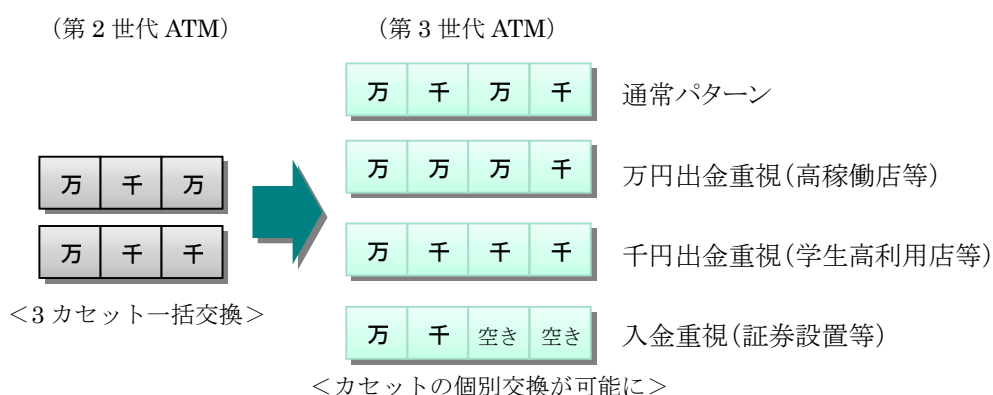 （第 2 世代 ATM）
（第 3 世代 ATM）
万 千 万 千 通常パターン
万 万 万 千 万円出金重視（高稼働店等）
万 千 万
万 千 千
＜3 カセット一括交換＞
万 千 千 千 千円出金重視（学生高利用店等）
万 千 空き 空き 入金重視（証券設置等）
＜カセットの個別交換が可能に＞